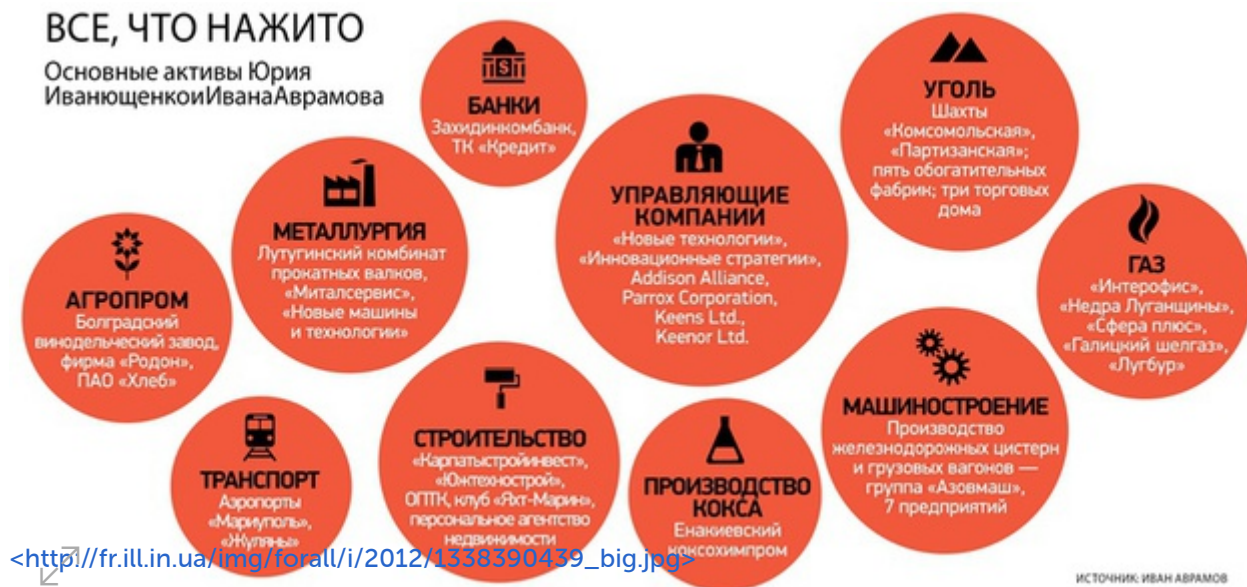 ВСЕ, ЧТО НАЖИТО
Основные активы Юрия
ИванющенкоиИванаАврамова
БАНКИ
Захидинкомбанк,
ТК «Кредит»
УГОЛЬ
Шахты
«Комсомольская»,
«Партизанская»;
пять обогатительных
фабрик; три торговых
дома
УПРАВЛЯЮЩИЕ
КОМПАНИИ
«Новые технологии»,
«Инновационные стратегии»,
Addison Alliance,
Parrox Corporation,
Keens Ltd.,
Keenor Ltd.
МЕТАЛЛУРГИЯ
Лутугинский комбинат
прокатных валков,
«Миталсервис»,
«Новые машины
и технологии»
ГАЗ
«Интерофис»,
«Недра Луганщины»,
«Сфера плюс»,
«Галицкий шелгаз»,
«Лугбур»
АГРОПРОМ
Болградский
винодельческий завод,
фирма «Родон»,
ПАО «Хлеб»
МАШИНОСТРОЕНИЕ
Производство
железнодорожных цистерн
и грузовых вагонов —
группа «Азовмаш»,
7 предприятий
СТРОИТЕЛЬСТВО
«Карпатыстройинвест»,
«Южтехнострой»,
ОПТК, клуб «Яхт-Марин»,
персональное агентство
недвижимости
ТРАНСПОРТ
Аэропорты
«Мариуполь»,
«Жуляны»
ПРОИЗВОДСТВО
КОКСА
Енакиевский
коксохимпром
<http://fr.ill.in.ua/img/forall/i/2012/1338390439_big.jpg>
ИСТОЧНИК: ИВАН АВРАМОВ